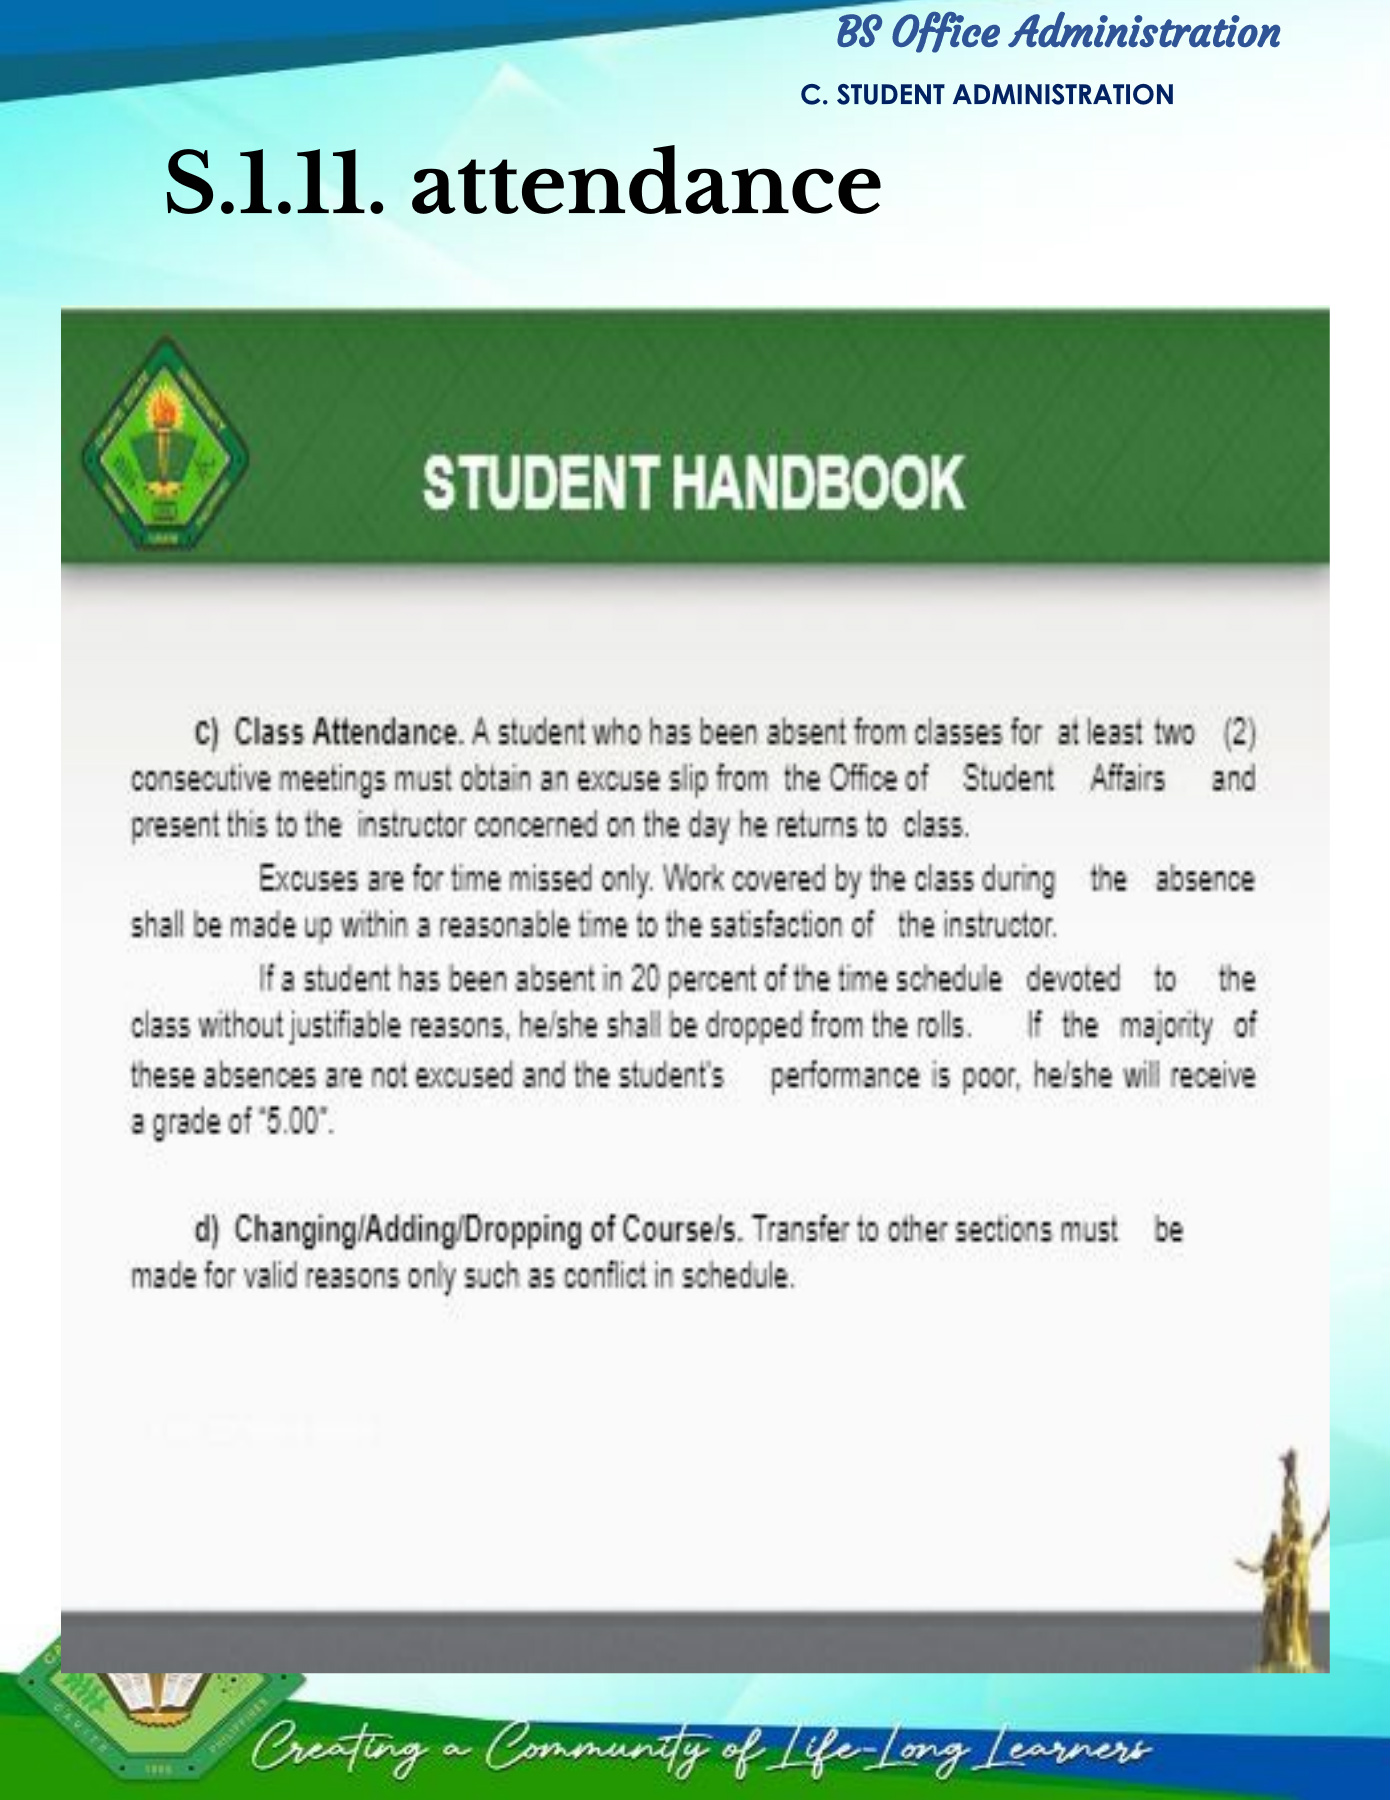 BS Office Administration
C. STUDENT ADMINISTRATION
S.1.11. attendance
STUDENT HANDBOOK
c) Class Attendance. A student who has been absent from classes for at least two (2)
consecutive meetings must obtain an excuse slip from the Office of Student Affairs and
present this to the instructor concerned on the day he returns to class.
Excuses are for time missed only. Work covered by the class during the absence
shall be made up within a reasonable time to the satisfaction of the instructor.
If a student has been absent in 20 percent of the time schedule devoted to the
class without justifiable reasons, he/she shall be dropped from the rolls. If the majority of
these absences are not excused and the student's performance is poor, he/she will receive
a grade of “5.00”.
d) Changing/Adding/Dropping of Course/s. Transfer to other sections must be
made for valid reasons only such as conflict in schedule.
CAVITE
PHILIPPINES
Creating a Community of Life-Long Learners